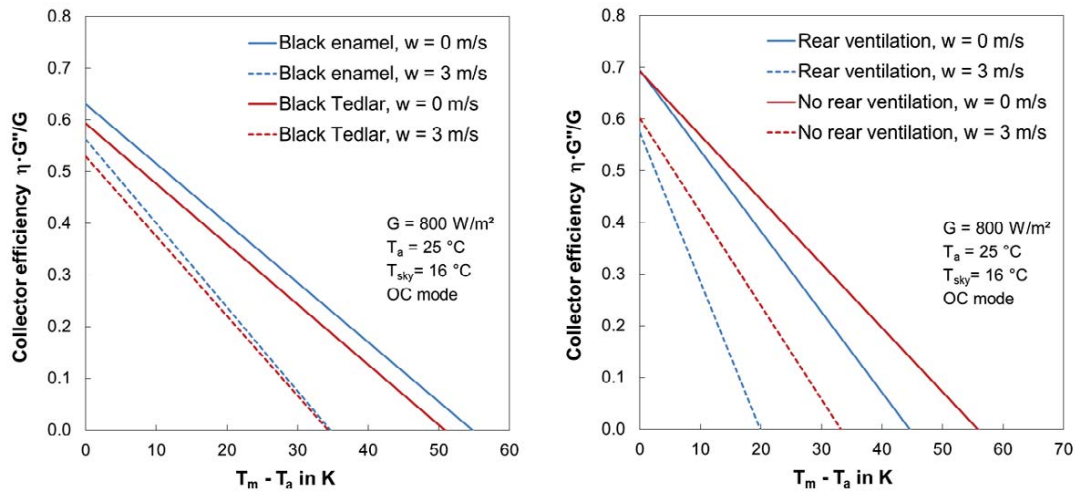 0.8
0.7
0.6
0.5
0.4
0.3
0.2
0.1
0.0
Collector efficiency η·G"/G
Black enamel, w = 0 m/s
Black enamel, w = 3 m/s
Black Tedlar, w = 0 m/s
Black Tedlar, w = 3 m/s
G = 800 W/m²
Ta = 25 °C
Tsky= 16 °C
OC mode
0 10 20 30 40 50 60
Tm - Ta in K
0.8
0.7
0.6
0.5
0.4
0.3
0.2
0.1
0.0
Collector efficiency η·G"/G
Rear ventilation, w = 0 m/s
Rear ventilation, w = 3 m/s
No rear ventilation, w = 0 m/s
No rear ventilation, w = 3 m/s
G = 800 W/m²
Ta = 25 °C
Tsky= 16 °C
OC mode
0 10 20 30 40 50 60 70
Tm - Ta in K